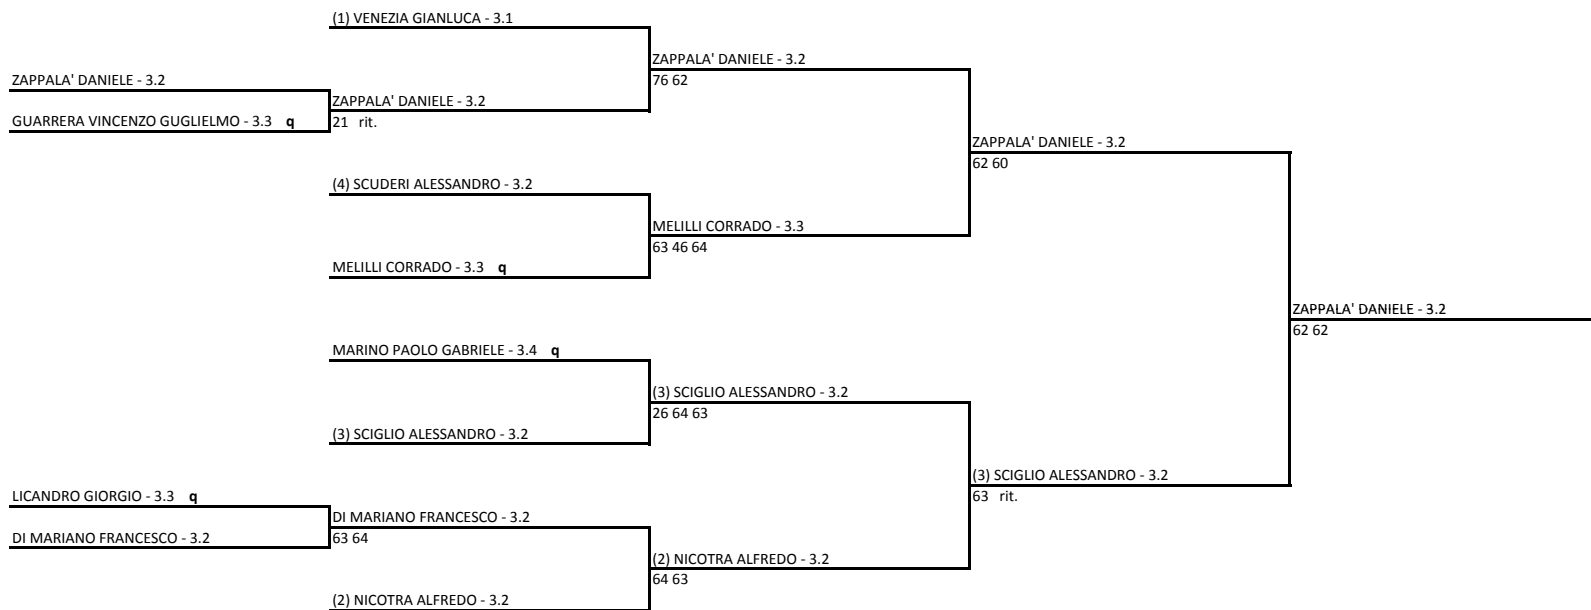 (1) VENEZIA GIANLUCA - 3.1
ZAPPALA' DANIELE - 3.2
76 62
ZAPPALA' DANIELE - 3.2
ZAPPALA' DANIELE - 3.2
21 rit.
GUARRERA VINCENZO GUGLIELMO - 3.3 q
ZAPPALA' DANIELE - 3.2
62 60
(4) SCUDERI ALESSANDRO - 3.2
MELILLI CORRADO - 3.3
63 46 64
MELILLI CORRADO - 3.3 q
ZAPPALA' DANIELE - 3.2
62 62
MARINO PAOLO GABRIELE - 3.4 q
(3) SCIGLIO ALESSANDRO - 3.2
26 64 63
(3) SCIGLIO ALESSANDRO - 3.2
(3) SCIGLIO ALESSANDRO - 3.2
63 rit.
LICANDRO GIORGIO - 3.3 q
DI MARIANO FRANCESCO - 3.2
63 64
DI MARIANO FRANCESCO - 3.2
(2) NICOTRA ALFREDO - 3.2
64 63
(2) NICOTRA ALFREDO - 3.2